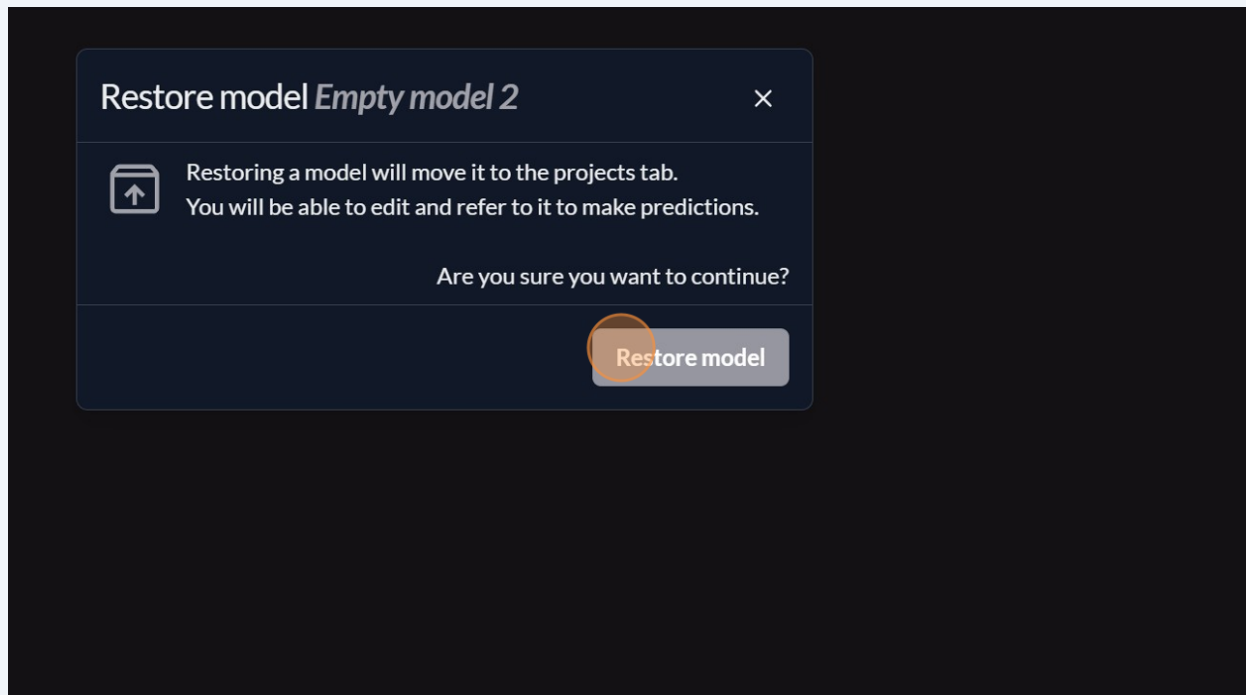 Restore model Empty model 2
Restoring a model will move it to the projects tab.
You will be able to edit and refer to it to make predictions.
Are you sure you want to continue?
Restore model